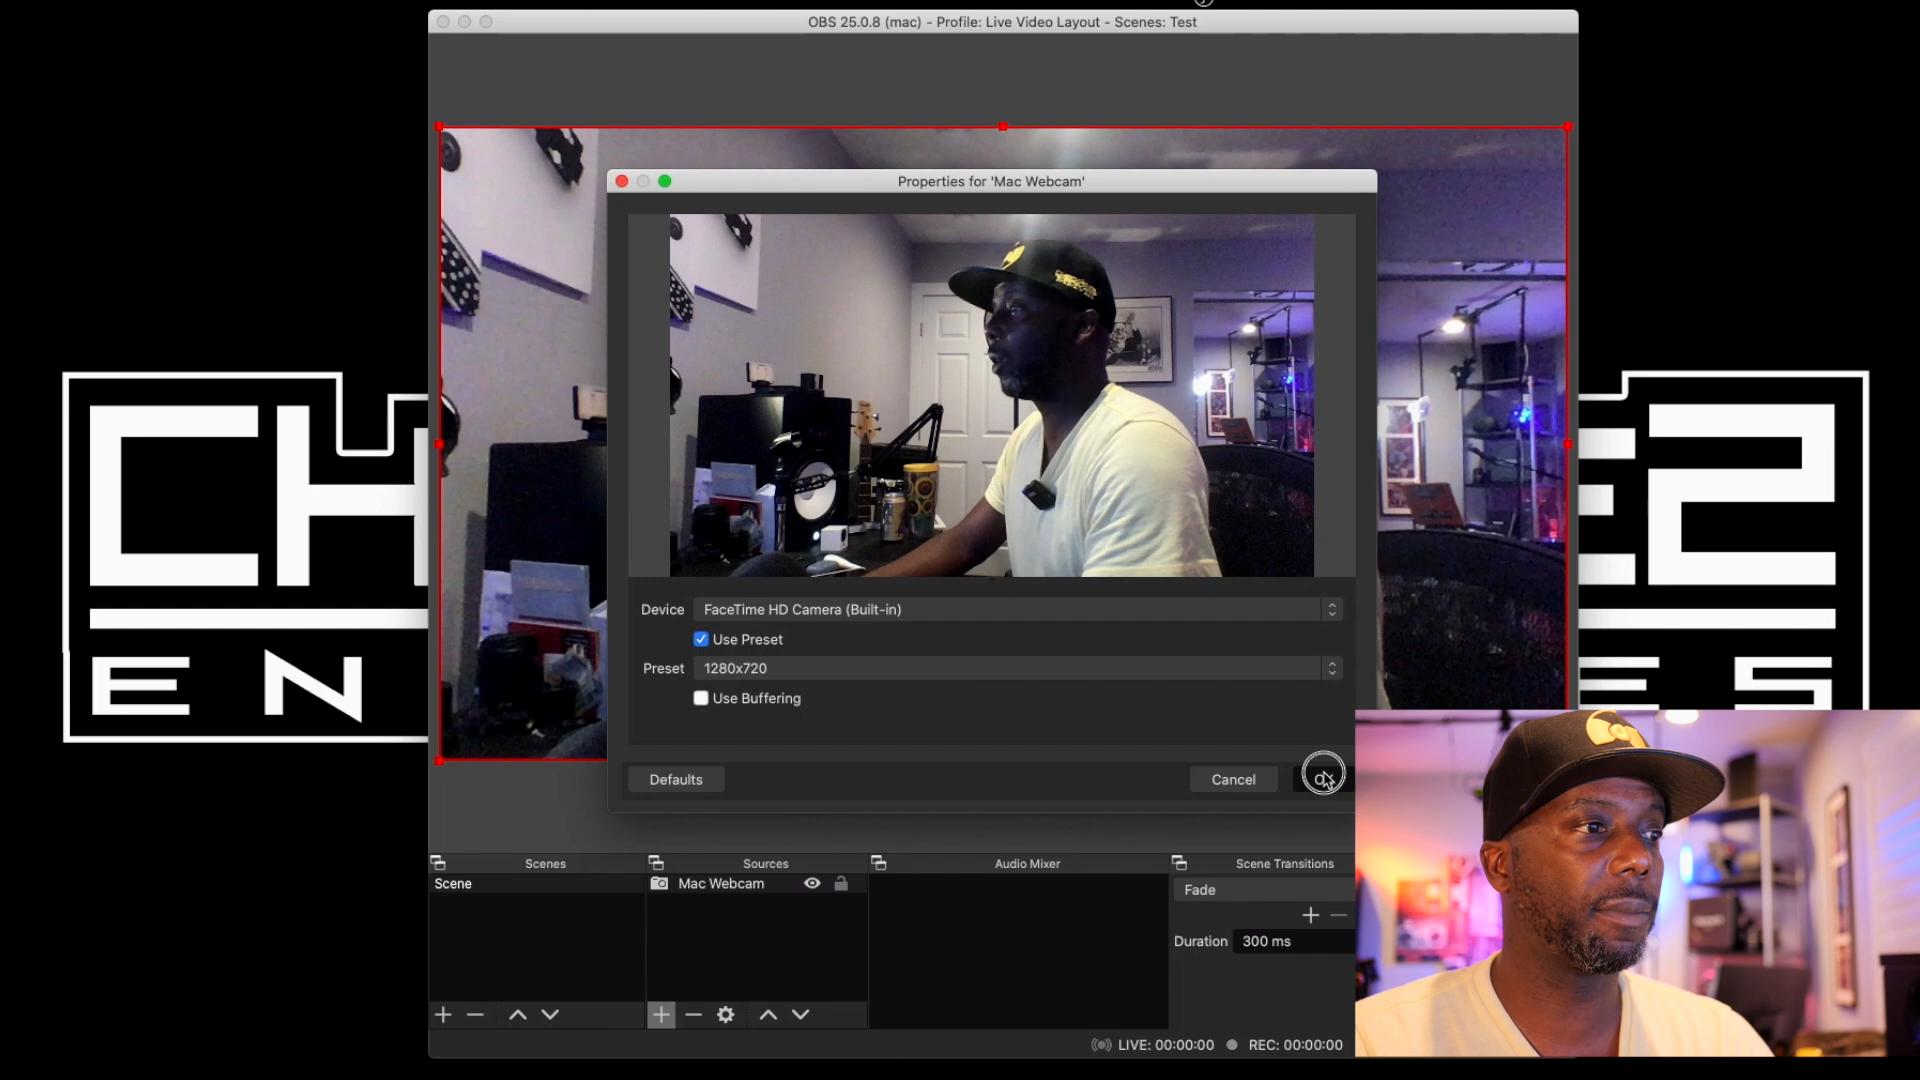 OBS 25.0.8 (mac) - Profile: Live Video Layout - Scenes: Test
Properties for 'Mac Webcam'
Device FaceTime HD Camera (Built-in)
Use Preset
Preset 1280x720
Use Buffering
Defaults
Cancel
CH
E2
EN
ES
Scenes
Sources
Audio Mixer
Scene Transitions
Scene
Mac Webcam
Fade
Duration 300 ms
LIVE: 00:00:00
REC: 00:00:00